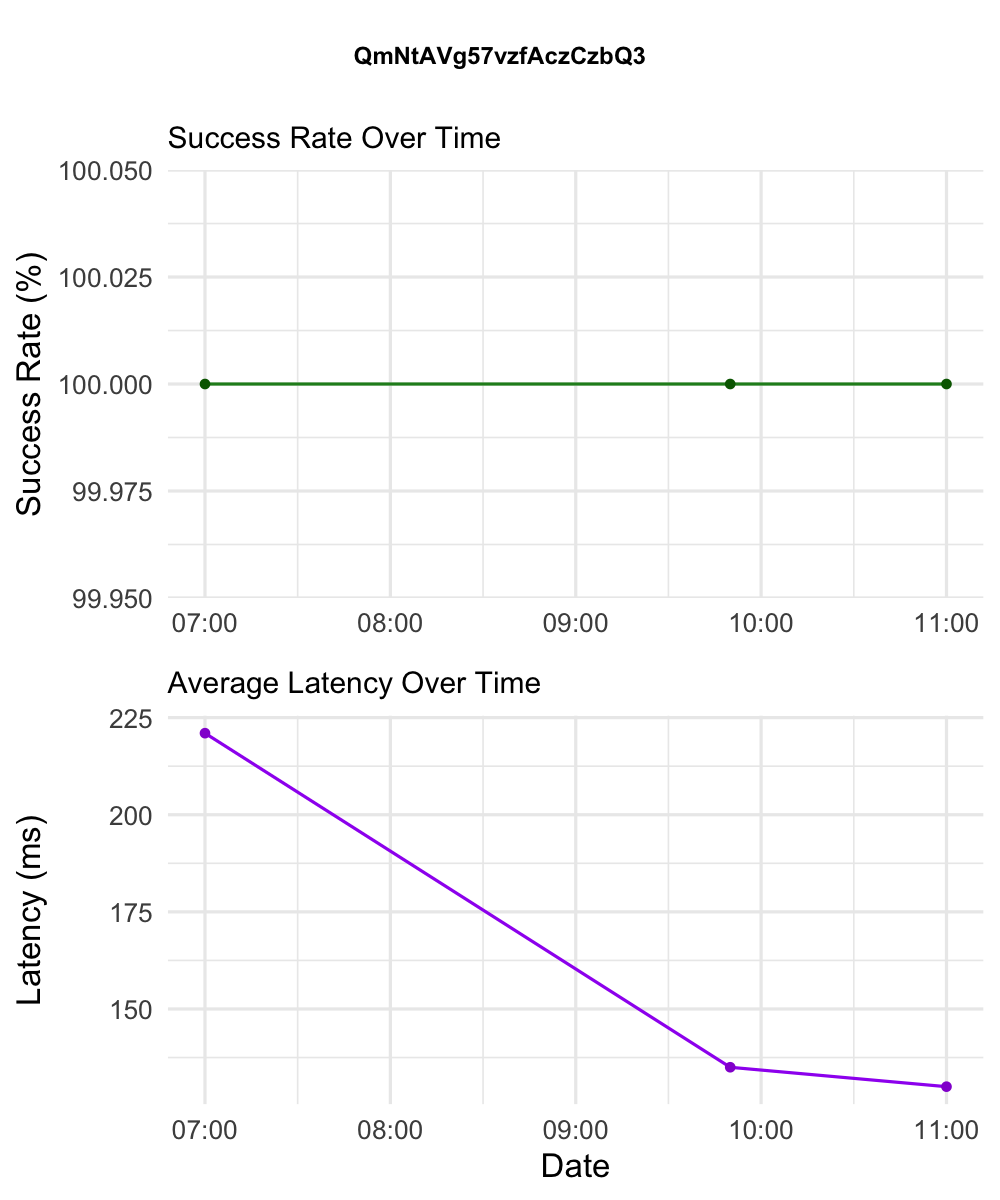 QmNtAVg57vzfAczCzbQ3
Success Rate Over Time
100.050
100.025
100.000
99.975
99.950
Success Rate (%)
07:00 08:00 09:00 10:00 11:00
Average Latency Over Time
225
200
175
150
Latency (ms)
07:00 08:00 09:00 10:00 11:00
Date